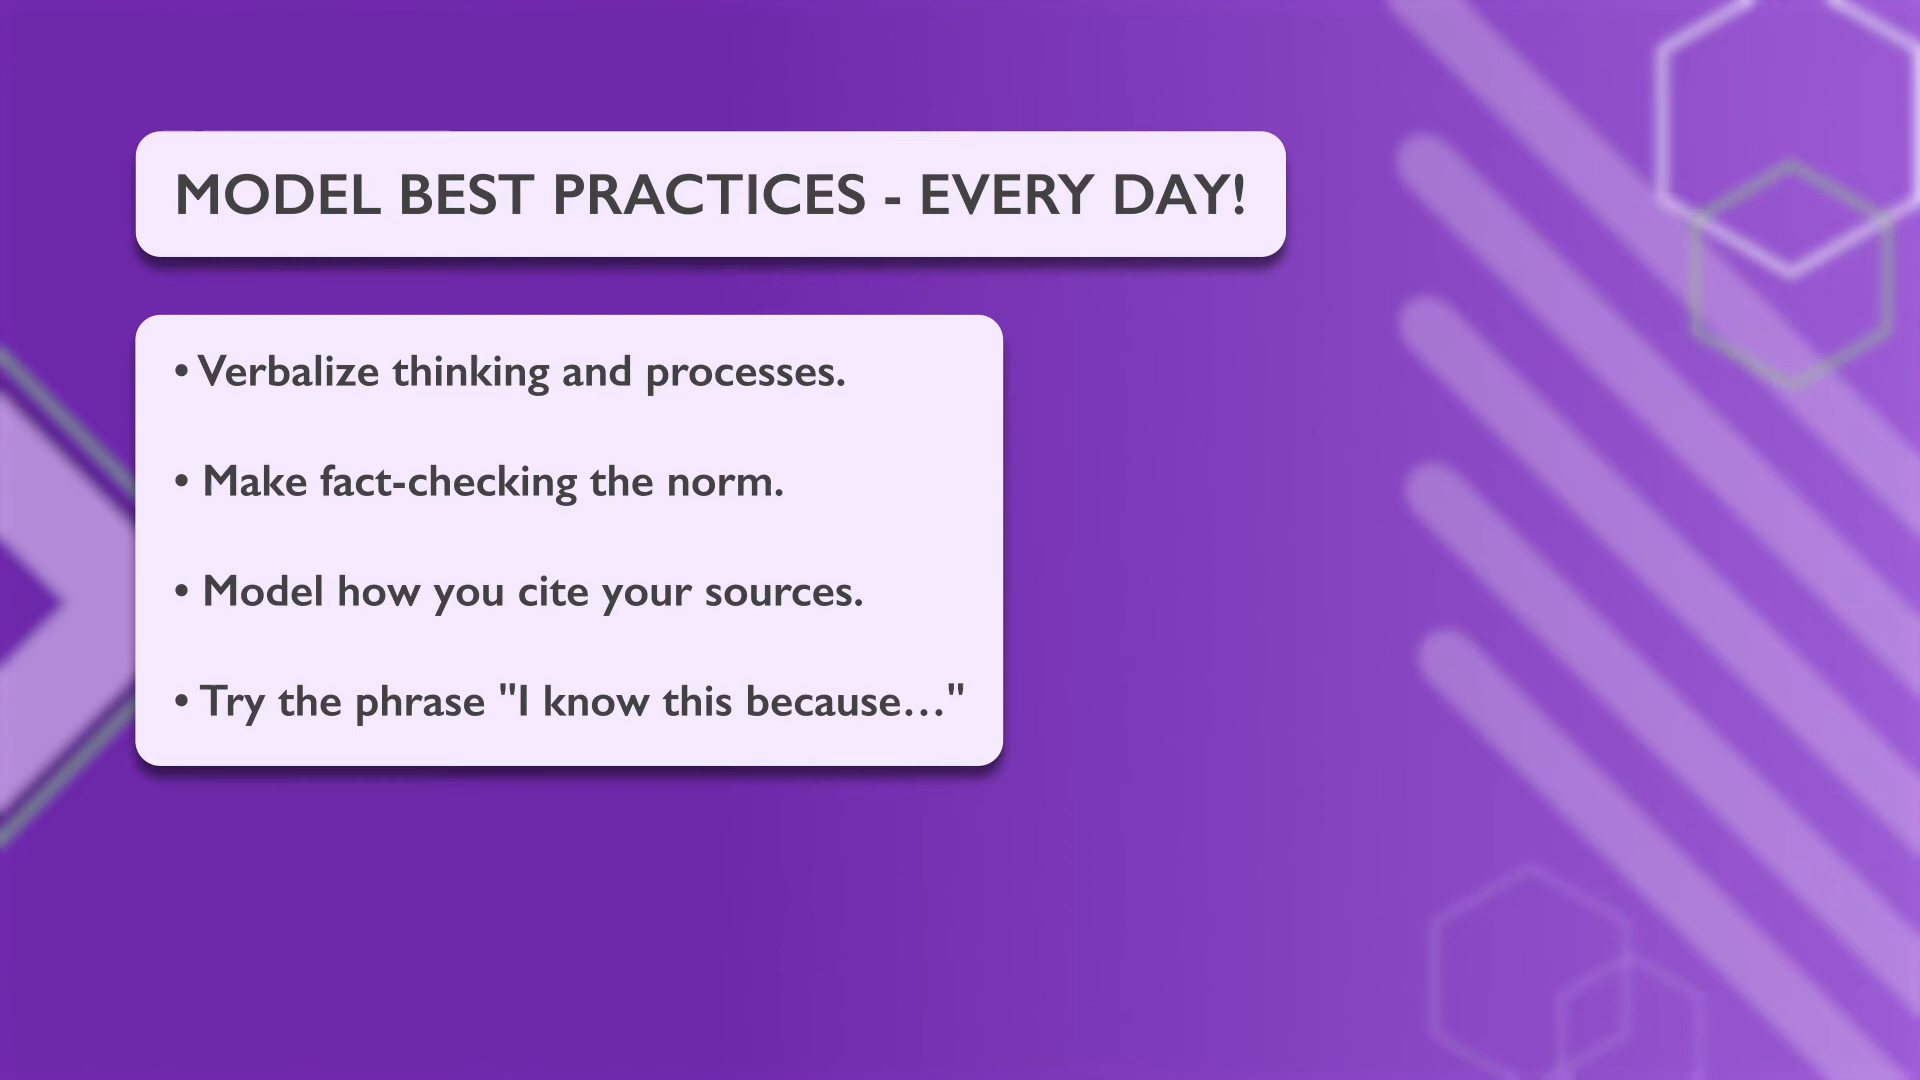 MODEL BEST PRACTICES - EVERY DAY!
• Verbalize thinking and processes.
• Make fact-checking the norm.
• Model how you cite your sources.
• Try the phrase "I know this because…"